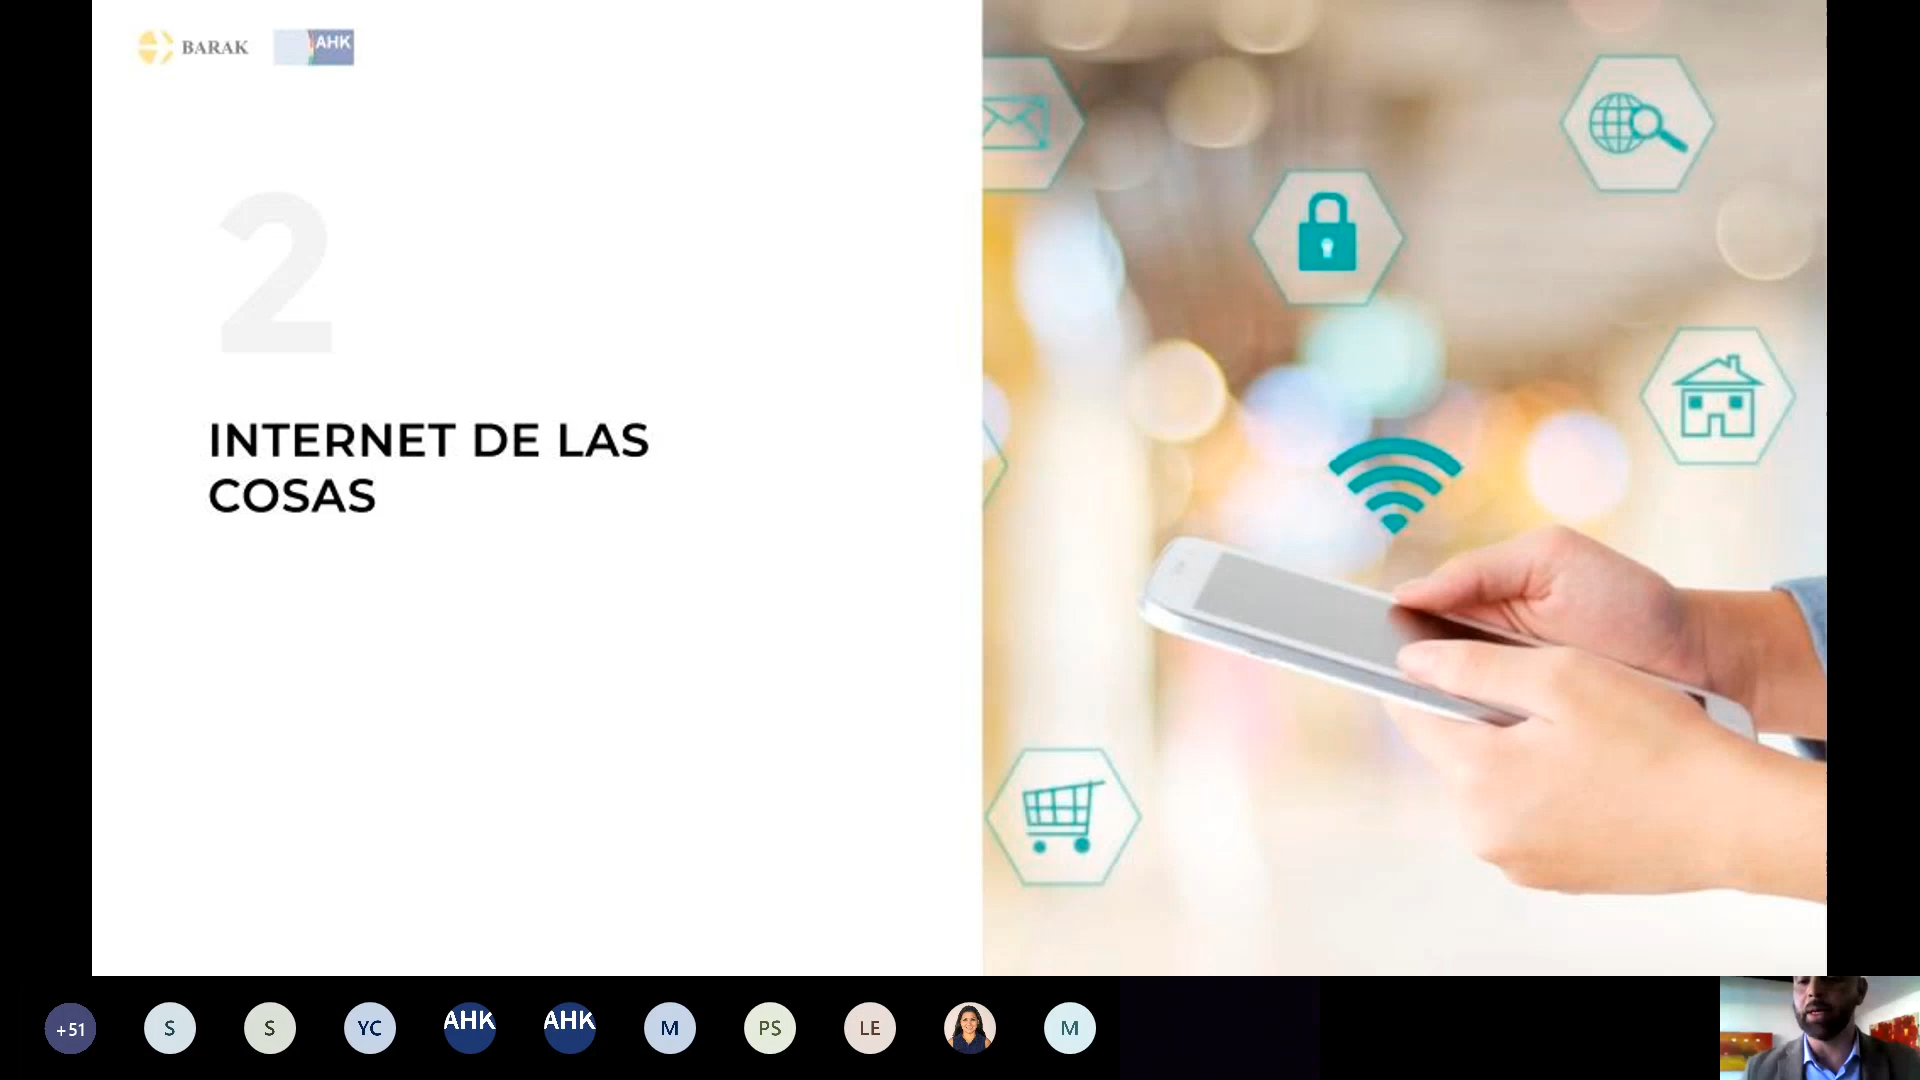 BARAK
AHK
2
INTERNET DE LAS
COSAS
+51
S
S
YC
AHK
AHK
M
PS
LE
M